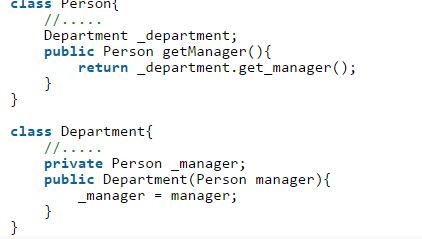 class Person{
    //.....
    Department _department;
    public Person getManager(){
        return _department.get_manager();
    }
}
class Department{
    //.....
    private Person _manager;
    public Department(Person manager){
        _manager = manager;
    }
}